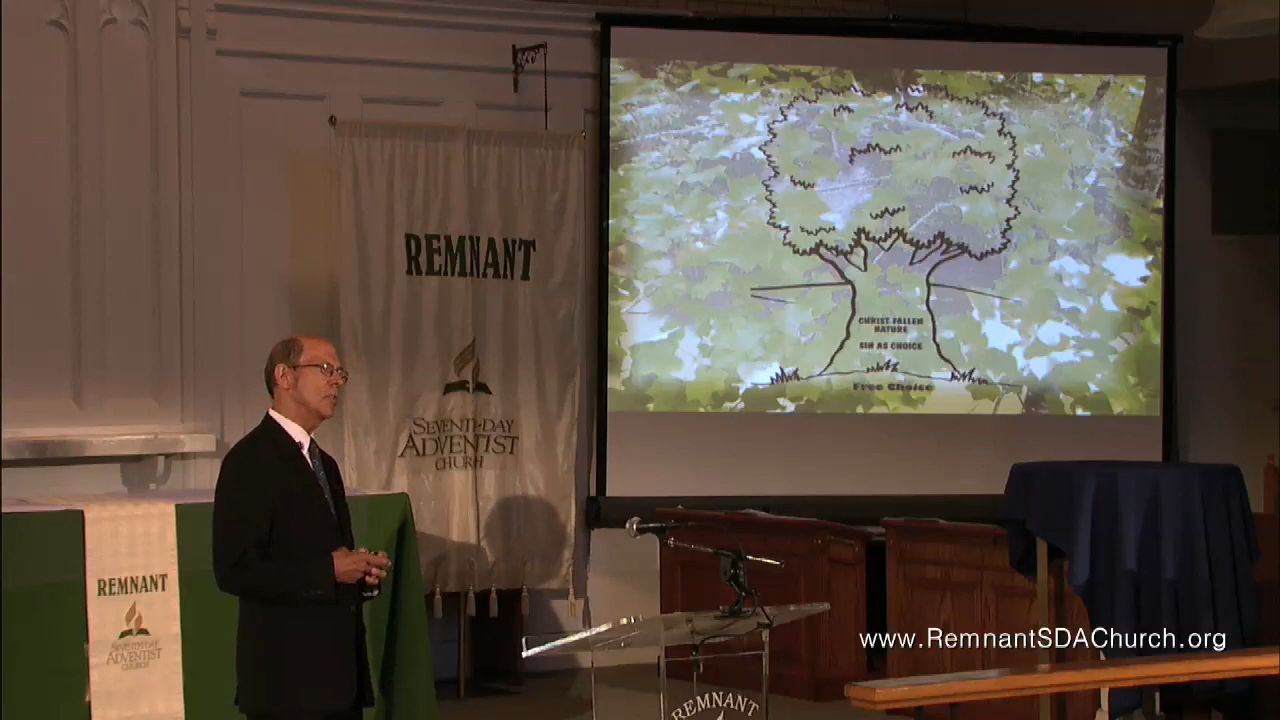 REMNANT
SEVENTH-DAY
ADVENTIST
CHURCH
CHRIST FALLEN
NATURE
SIN AS CHOICE
Free Choice
REMNANT
SEVENTH-DAY
ADVENTIST
CHURCH
www.RemnantSDAChurch.org
REMNANT